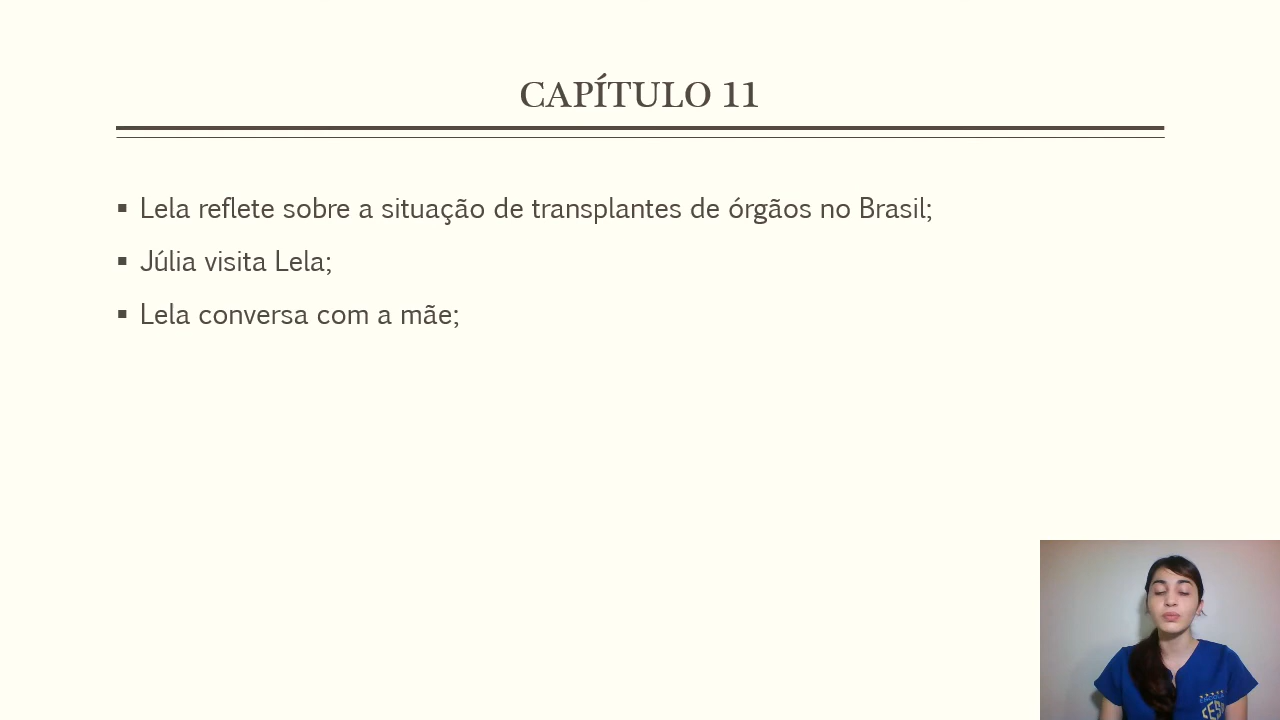 CAPÍTULO 11
▪ Lela reflete sobre a situação de transplantes de órgãos no Brasil;
▪ Júlia visita Lela;
▪ Lela conversa com a mãe;